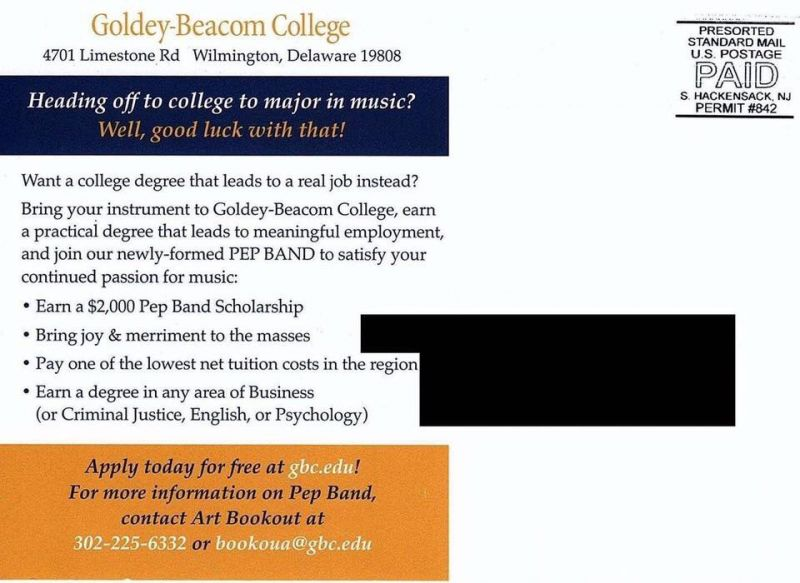 Goldey-Beacom College
4701 Limestone Rd Wilmington, Delaware 19808
Heading off to college to major in music?
Well, good luck with that!
Want a college degree that leads to a real job instead?
Bring your instrument to Goldey-Beacom College, earn
a practical degree that leads to meaningful employment,
and join our newly-formed PEP BAND to satisfy your
continued passion for music:
• Earn a $2,000 Pep Band Scholarship
• Bring joy & merriment to the masses
• Pay one of the lowest net tuition costs in the region
• Earn a degree in any area of Business
(or Criminal Justice, English, or Psychology)
Apply today for free at gbc.edu!
For more information on Pep Band,
contact Art Bookout at
302-225-6332 or bookoua@gbc.edu
PRESORTED
STANDARD MAIL
U.S. POSTAGE
PAID
S. HACKENSACK, NJ
PERMIT #842